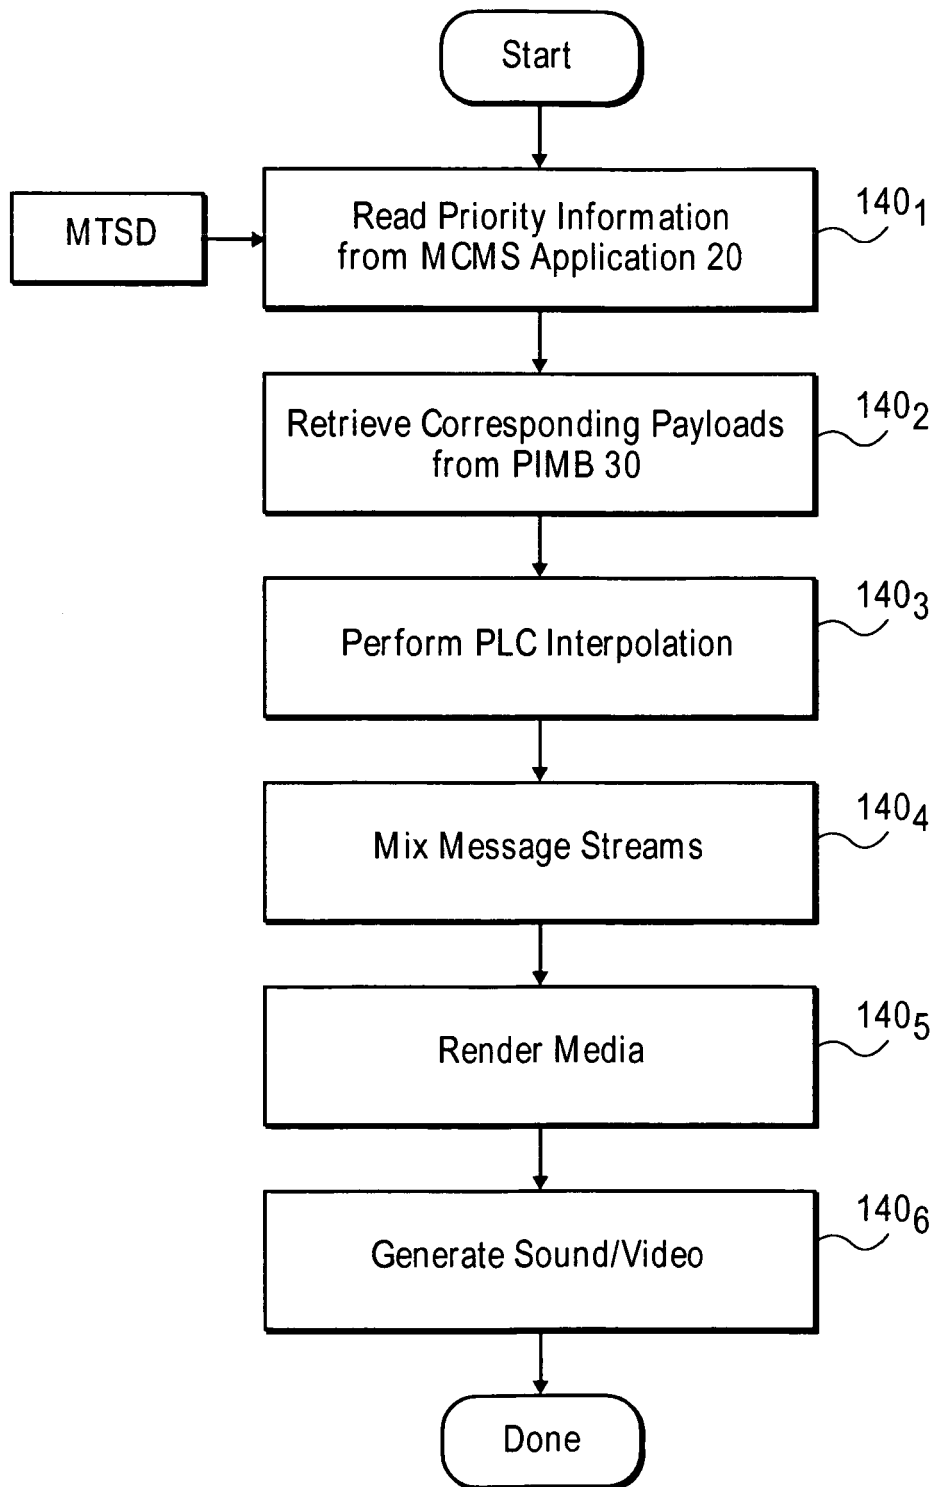 Start
MTSD
Read Priority Information
from MCMS Application 20
140₁
Retrieve Corresponding Payloads
from PIMB 30
140₂
Perform PLC Interpolation
140₃
Mix Message Streams
140₄
Render Media
140₅
Generate Sound/Video
140₆
Done